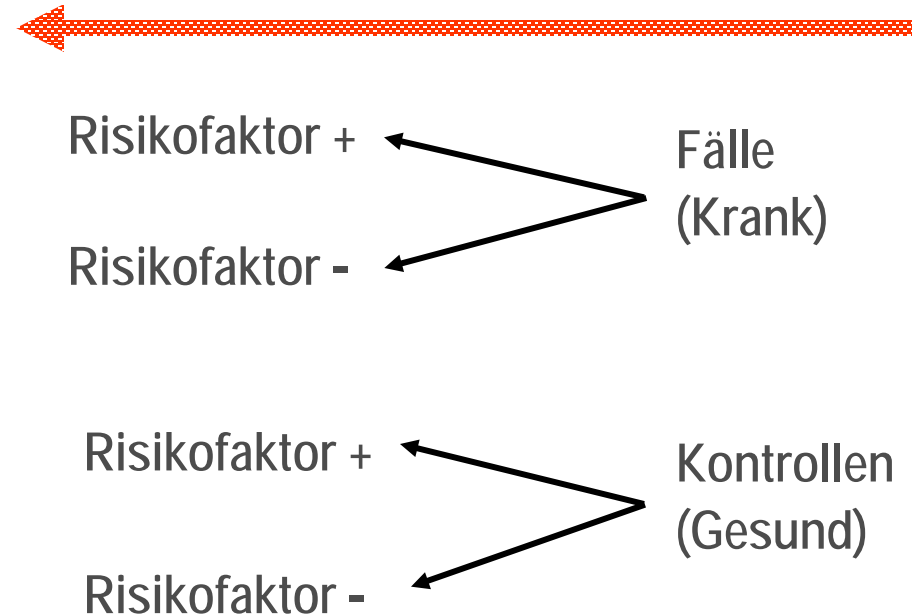 Risikofaktor +
Fälle
(Krank)
Risikofaktor -
Risikofaktor +
Kontrollen
(Gesund)
Risikofaktor -